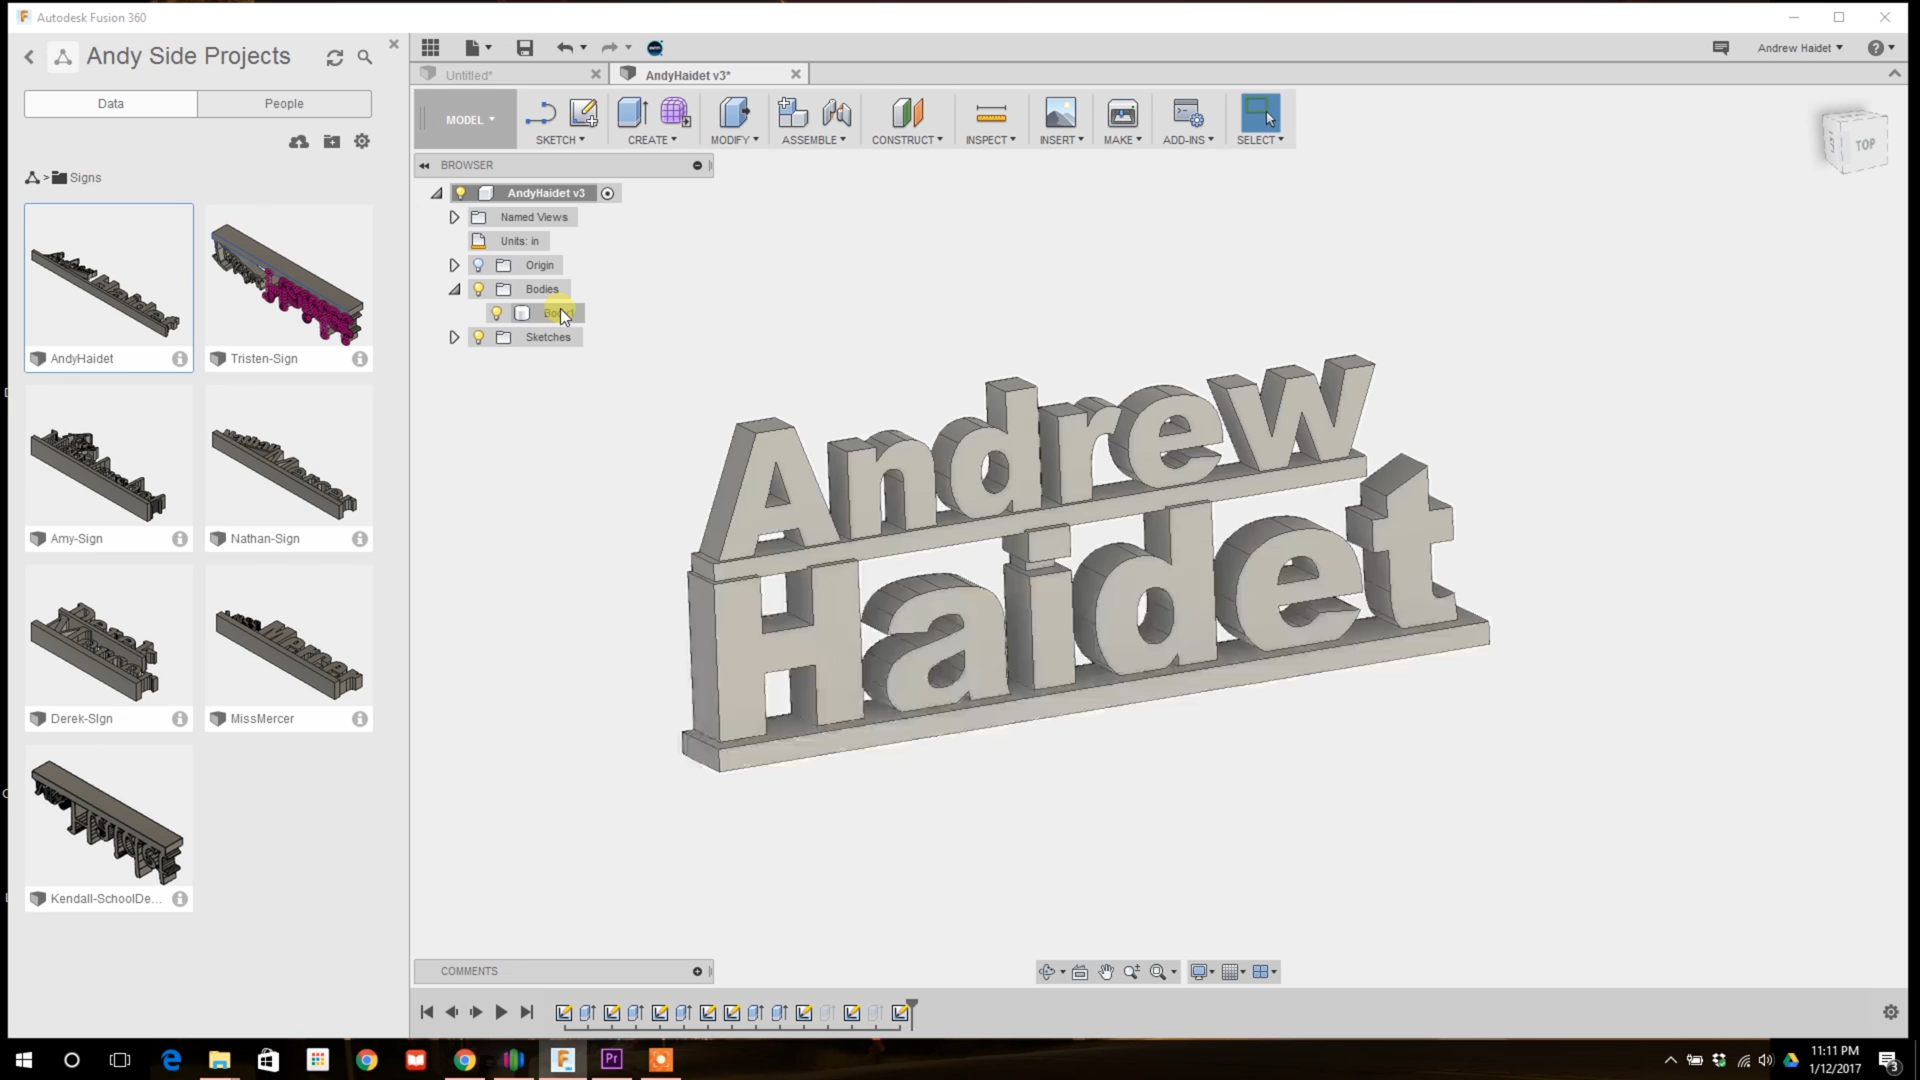 Autodesk Fusion 360
Andy Side Projects
Data
People
> Signs
AndyHaidet
Tristen-Sign
Amy-Sign
Nathan-Sign
Derek-SIgn
MissMercer
Kendall-SchoolDe...
Andrew Haidet
Untitled*
AndyHaidet v3*
MODEL
SKETCH
CREATE
MODIFY
ASSEMBLE
CONSTRUCT
INSPECT
INSERT
MAKE
ADD-INS
SELECT
TOP
LEFT
BROWSER
AndyHaidet v3
Named Views
Units: in
Origin
Bodies
Sketches
Andrew
Haidet
COMMENTS
Pr
11:11 PM
1/12/2017
3